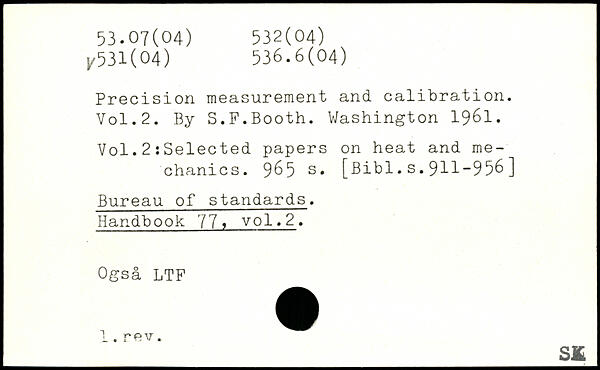 53.07(04) 532(04)
v531(04) 536.6(04)
Precision measurement and calibration.
Vol.2. By S.F.Booth. Washington 1961.
Vol.2:Selected papers on heat and me-
chanics. 965 s. [Bibl.s.911-956]
Bureau of standards.
Handbook 77, vol.2.
Også LTF
1.rev.
SK